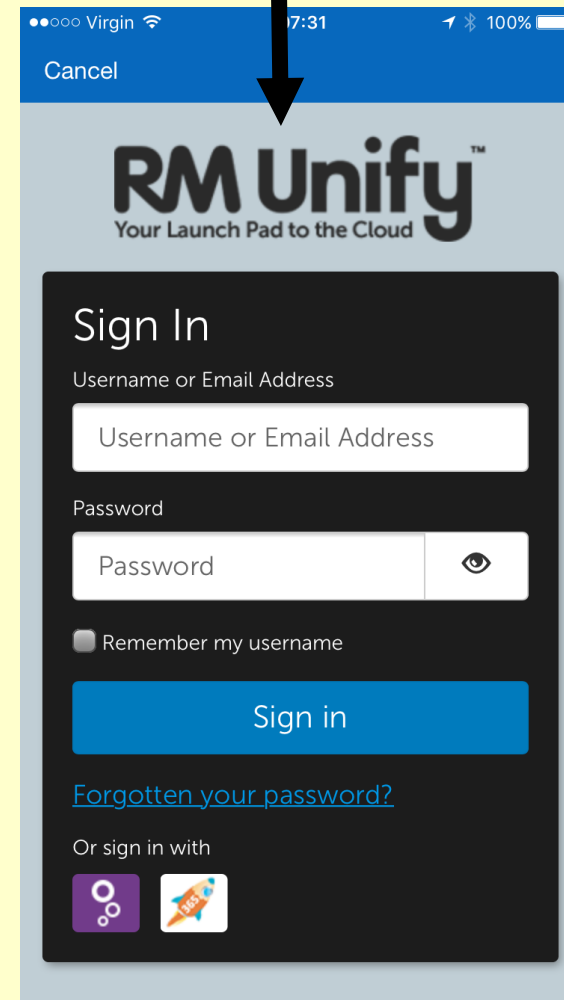 ●●○○○ Virgin 07:31 100%
Cancel
RM Unify™
Your Launch Pad to the Cloud
Sign In
Username or Email Address
Username or Email Address
Password
Password
Remember my username
Sign in
Forgotten your password?
Or sign in with
365